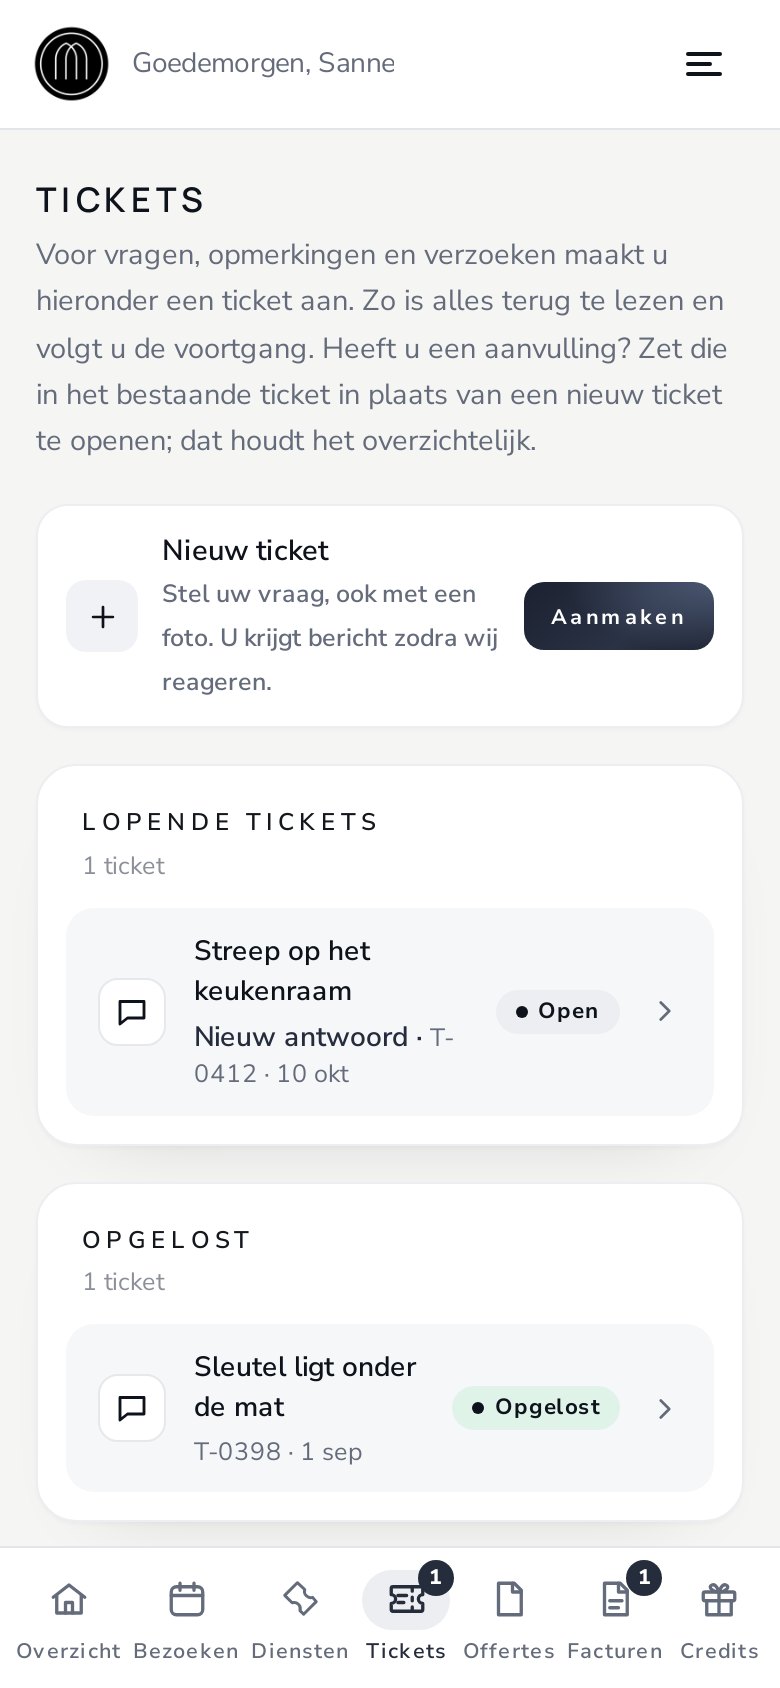 Goedemorgen, Sanne
TICKETS
Voor vragen, opmerkingen en verzoeken maakt u
hieronder een ticket aan. Zo is alles terug te lezen en
volgt u de voortgang. Heeft u een aanvulling? Zet die
in het bestaande ticket in plaats van een nieuw ticket
te openen; dat houdt het overzichtelijk.
Nieuw ticket
Stel uw vraag, ook met een
foto. U krijgt bericht zodra wij
reageren.
Aanmaken
LOPENDE TICKETS
1 ticket
Streep op het
keukenraam
Nieuw antwoord · T-
0412 · 10 okt
Open
OPGELOST
1 ticket
Sleutel ligt onder
de mat
T-0398 · 1 sep
Opgelost
1
1
Overzicht Bezoeken Diensten Tickets Offertes Facturen Credits